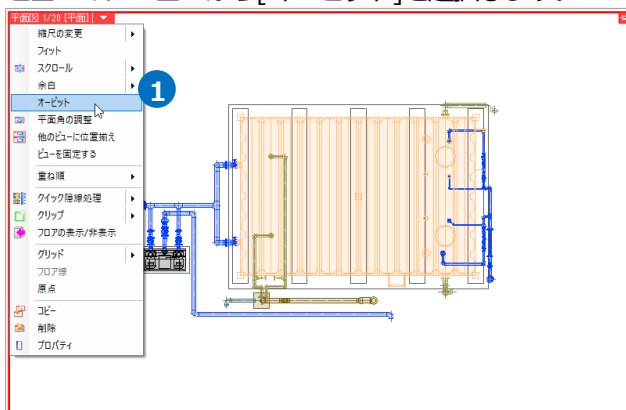 平面図 1/20 [平面]
縮尺の変更
フィット
スクロール
余白
オービット
1
平面角の調整
他のビューに位置揃え
ビューを固定する
重ね順
クイック陰線処理
クリップ
フロアの表示/非表示
グリッド
フロア線
原点
コピー
削除
プロパティ